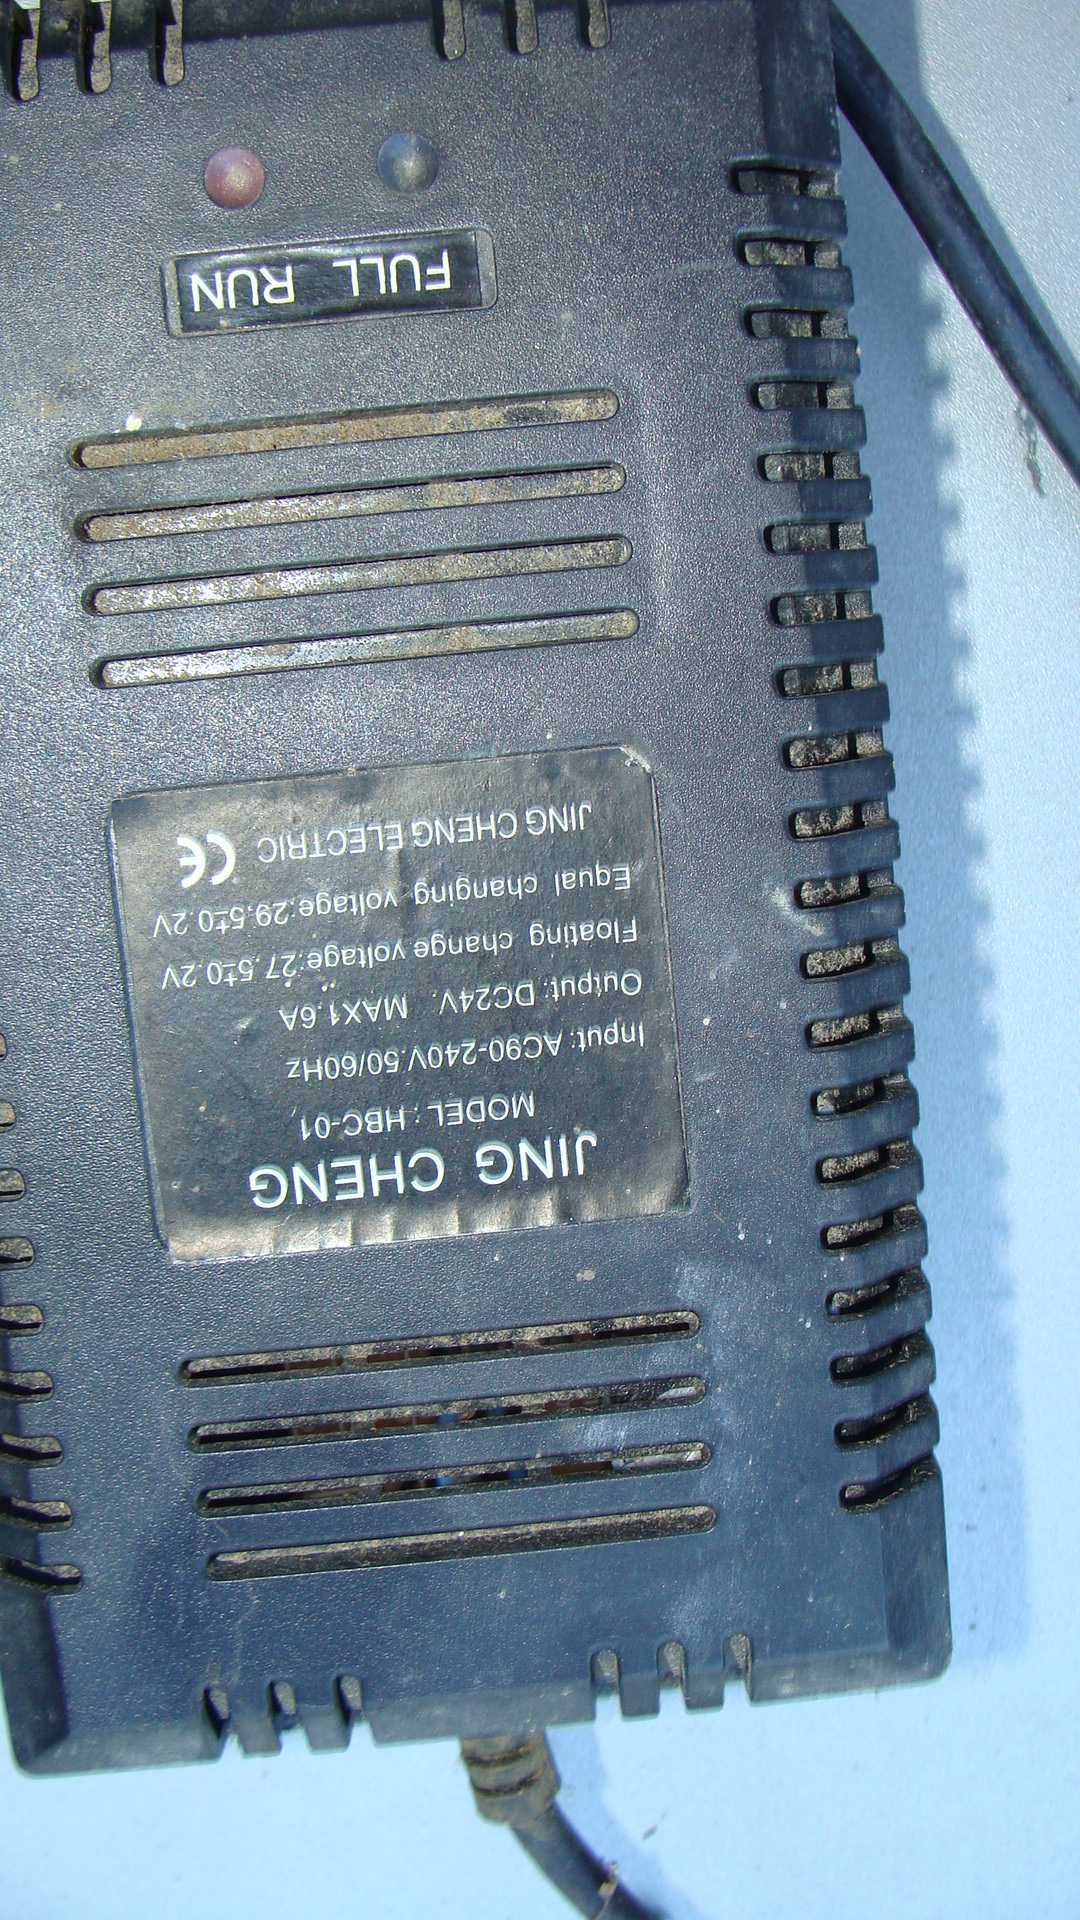 JING CHENG
MODEL: HBC-01,
Input: AC90-240V.50/60Hz
Output: DC24V. MAX1.6A
Floating change voltage:27.5±0.2V
Equal changing voltage:29.5±0.2V
JING CHENG ELECTRIC CE
FULL RUN